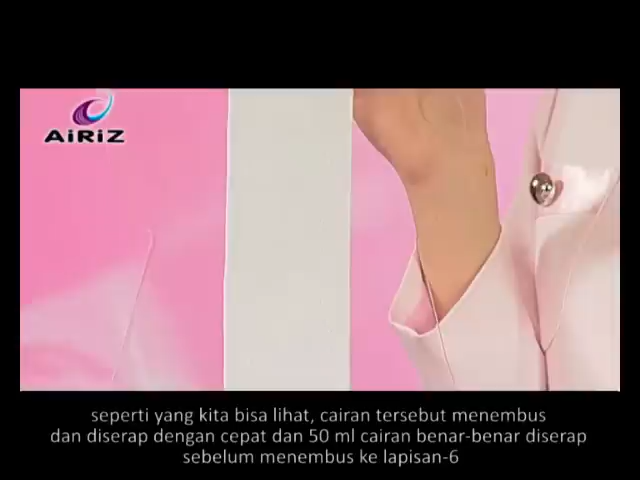 AiRiZ
seperti yang kita bisa lihat, cairan tersebut menembus
dan diserap dengan cepat dan 50 ml cairan benar-benar diserap
sebelum menembus ke lapisan-6